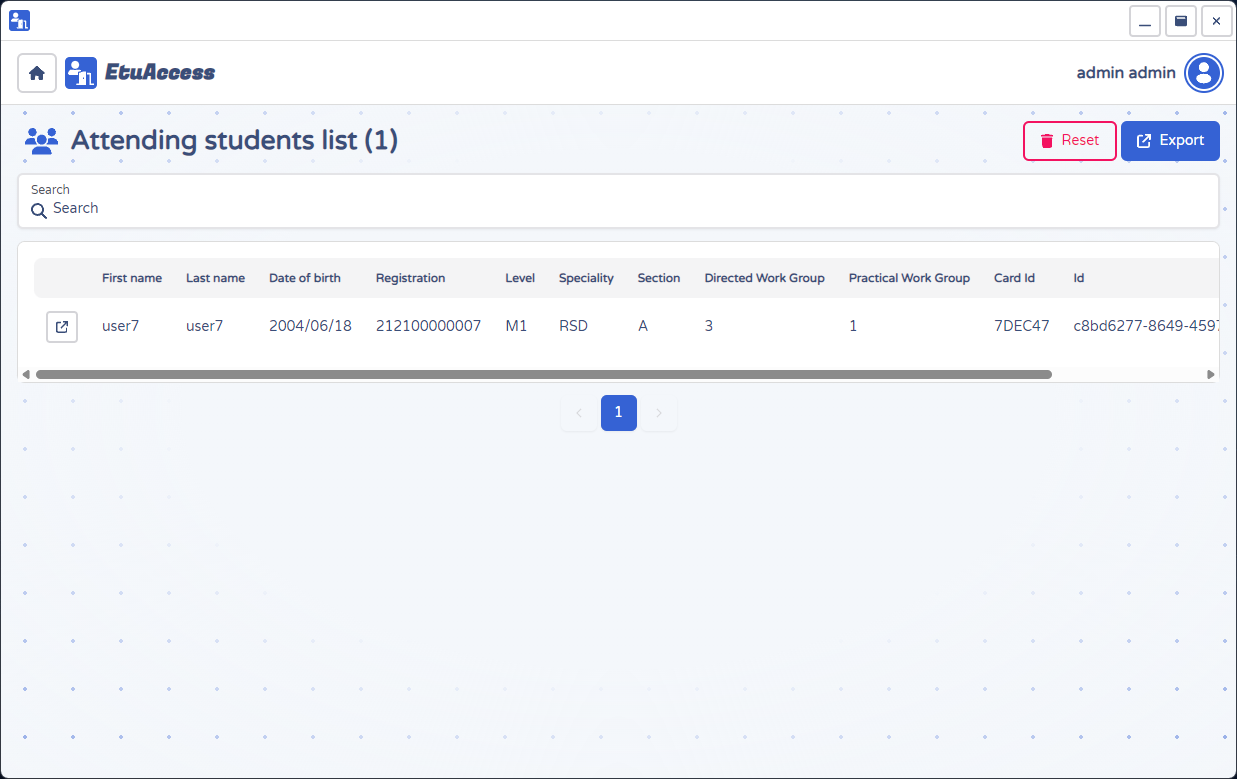 EtuAccess
admin admin
Attending students list (1)
Reset
Export
Search
Search
First name Last name Date of birth Registration Level Speciality Section Directed Work Group Practical Work Group Card Id Id
user7 user7 2004/06/18 212100000007 M1 RSD A 3 1 7DEC47 c8bd6277-8649-4597
1